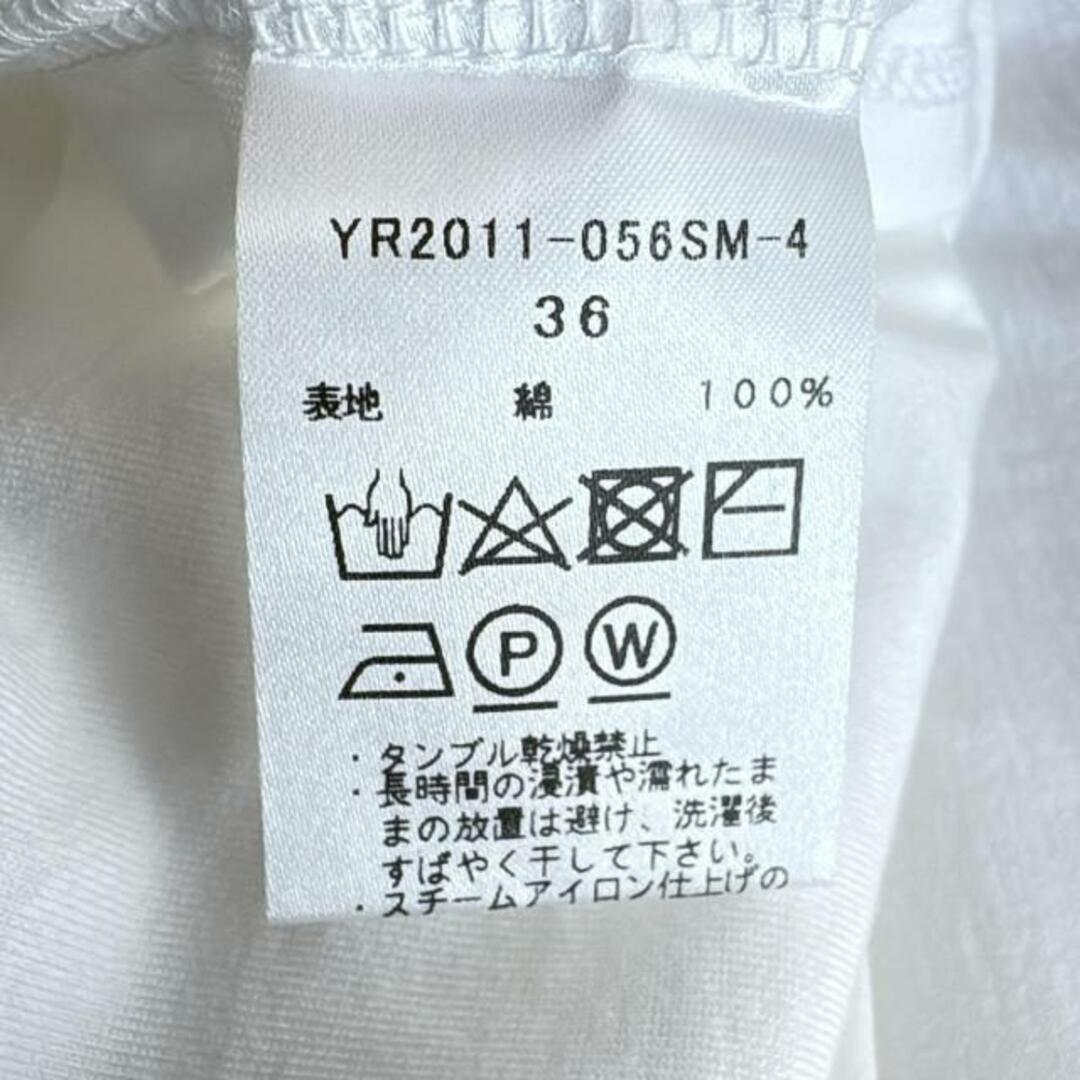 YR2011-056SM-4
36
表地 綿 100%
P W
・タンブル乾燥禁止
・長時間の浸漬や濡れたま
まの放置は避け、洗濯後
すばやく干して下さい。
・スチームアイロン仕上げの